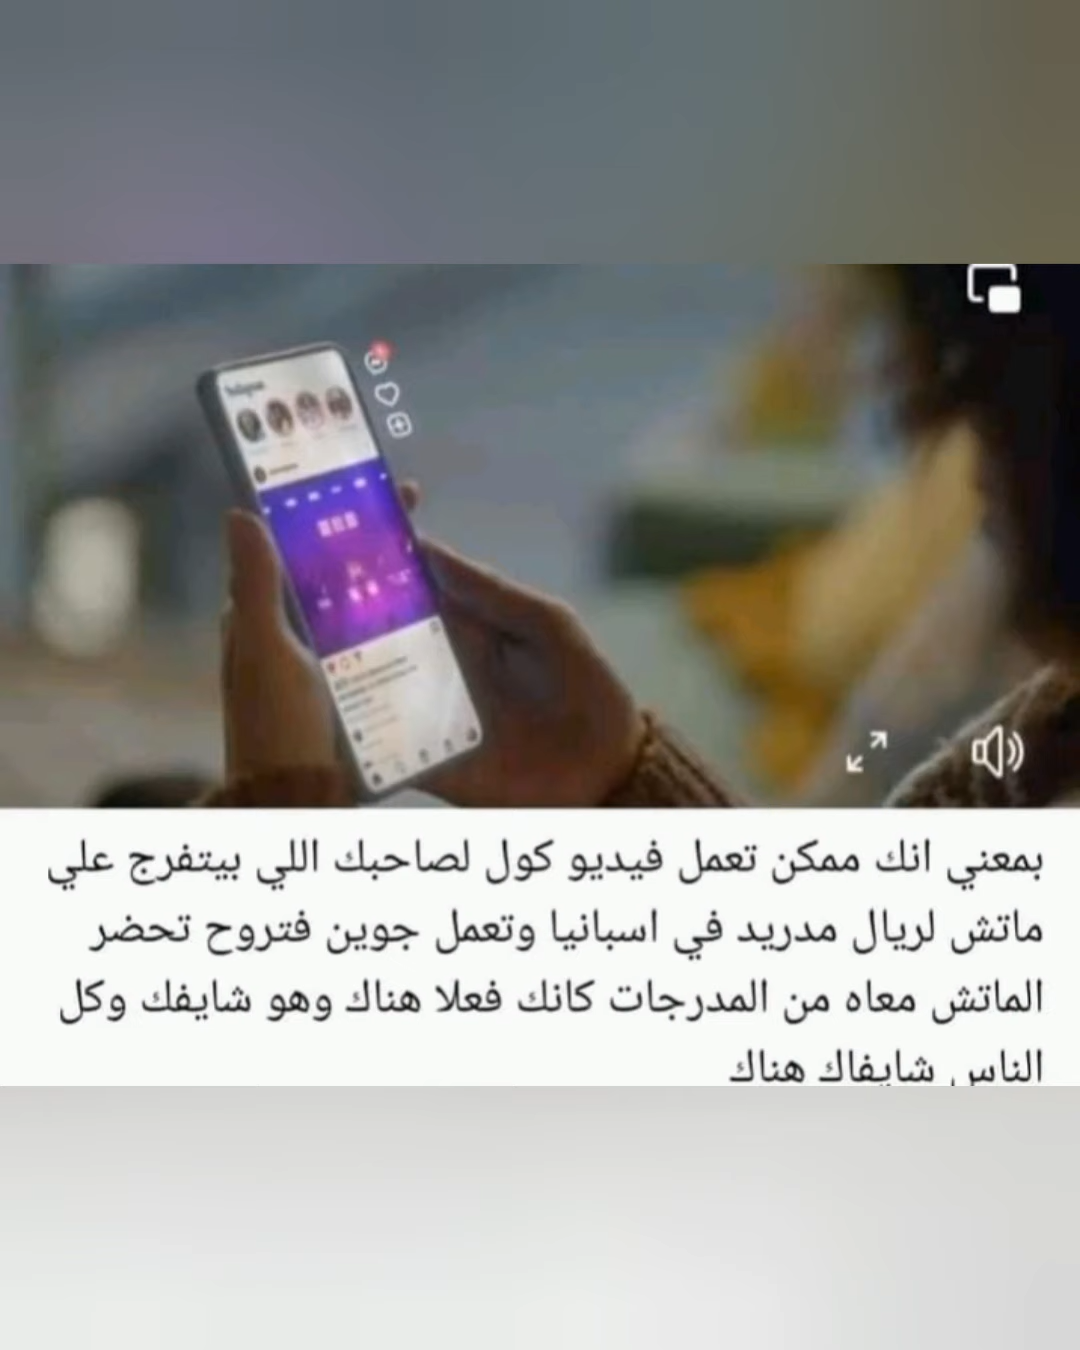 بمعني انك ممكن تعمل فيديو كول لصاحبك اللي بيتفرج علي
ماتش لريال مدريد في اسبانيا وتعمل جوين فتروح تحضر
الماتش معاه من المدرجات كانك فعلا هناك وهو شايفك وكل
الناس شايفاك هناك